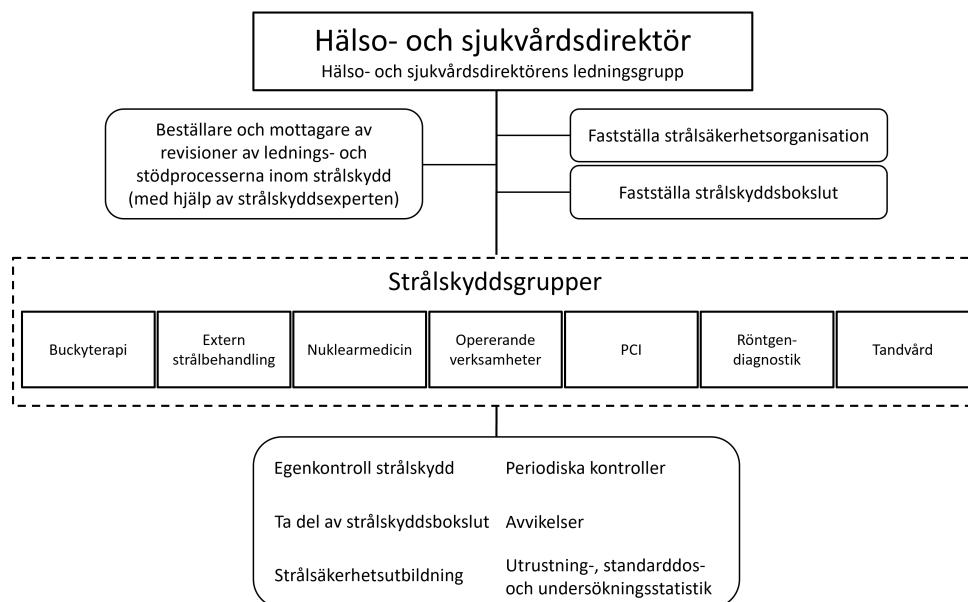 Hälso- och sjukvårdsdirektör
Hälso- och sjukvårdsdirektörens ledningsgrupp
Beställare och mottagare av
revisioner av lednings- och
stödprocesserna inom strålskydd
(med hjälp av strålskyddsexperten)
Fastställa strålsäkerhetsorganisation
Fastställa strålskyddsbokslut
Strålskyddsgrupper
Buckyterapi
Extern
strålbehandling
Nuklearmedicin
Opererande
verksamheter
PCI
Röntgen-
diagnostik
Tandvård
Egenkontroll strålskydd
Periodiska kontroller
Ta del av strålskyddsbokslut
Avvikelser
Strålsäkerhetsutbildning
Utrustning-, standarddos-
och undersökningsstatistik